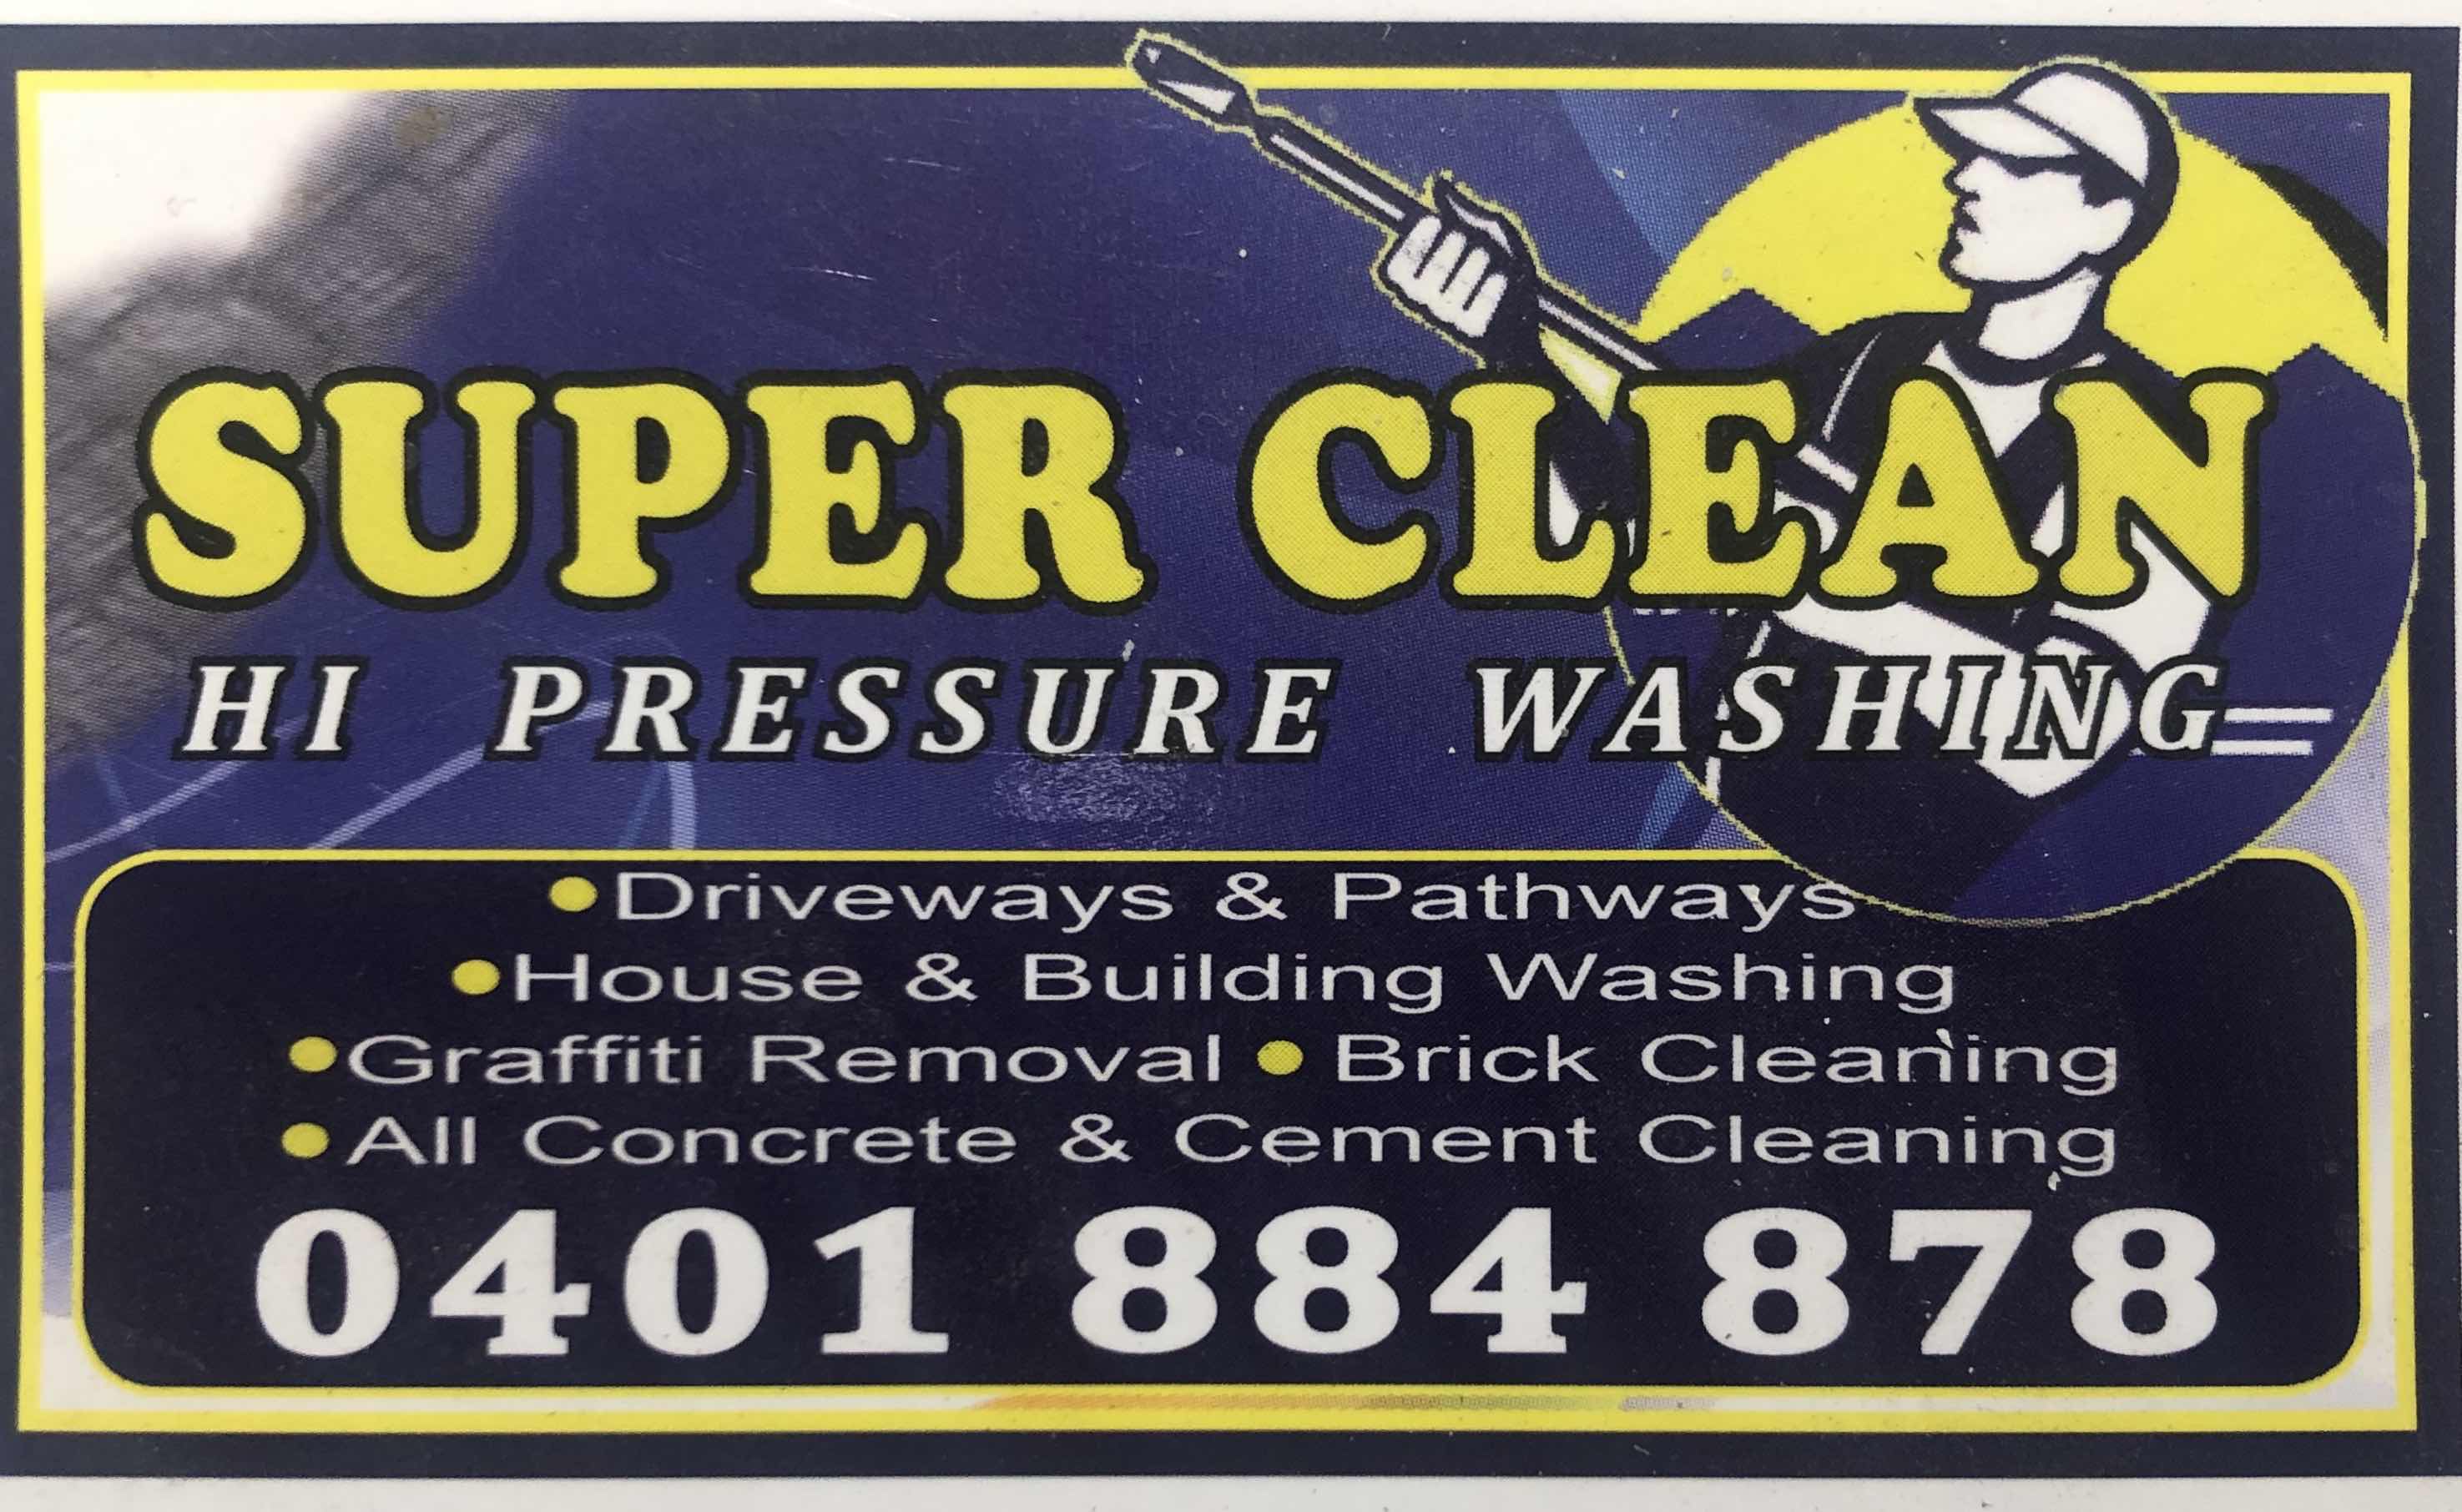 SUPER CLEAN
HI PRESSURE WASHING
•Driveways & Pathways
•House & Building Washing
•Graffiti Removal • Brick Cleaning
•All Concrete & Cement Cleaning
0401 884 878